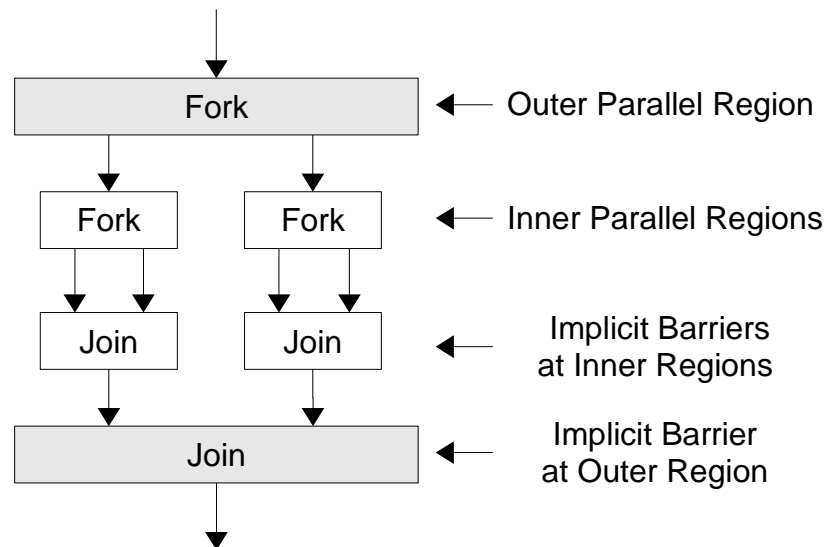 Fork
Outer Parallel Region
Fork
Fork
Inner Parallel Regions
Join
Join
Implicit Barriers
at Inner Regions
Join
Implicit Barrier
at Outer Region